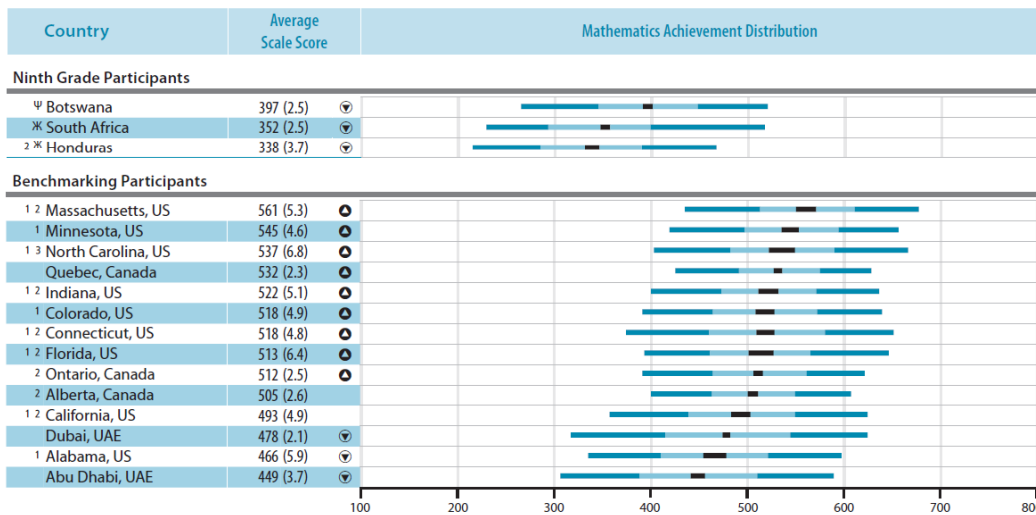 Country Average Scale Score Mathematics Achievement Distribution
Ninth Grade Participants
Ψ Botswana 397 (2.5)
Ж South Africa 352 (2.5)
2 Ж Honduras 338 (3.7)
Benchmarking Participants
1 2 Massachusetts, US 561 (5.3)
1 Minnesota, US 545 (4.6)
1 3 North Carolina, US 537 (6.8)
Quebec, Canada 532 (2.3)
1 2 Indiana, US 522 (5.1)
1 Colorado, US 518 (4.9)
1 2 Connecticut, US 518 (4.8)
1 2 Florida, US 513 (6.4)
2 Ontario, Canada 512 (2.5)
2 Alberta, Canada 505 (2.6)
1 2 California, US 493 (4.9)
Dubai, UAE 478 (2.1)
1 Alabama, US 466 (5.9)
Abu Dhabi, UAE 449 (3.7)
100 200 300 400 500 600 700 800